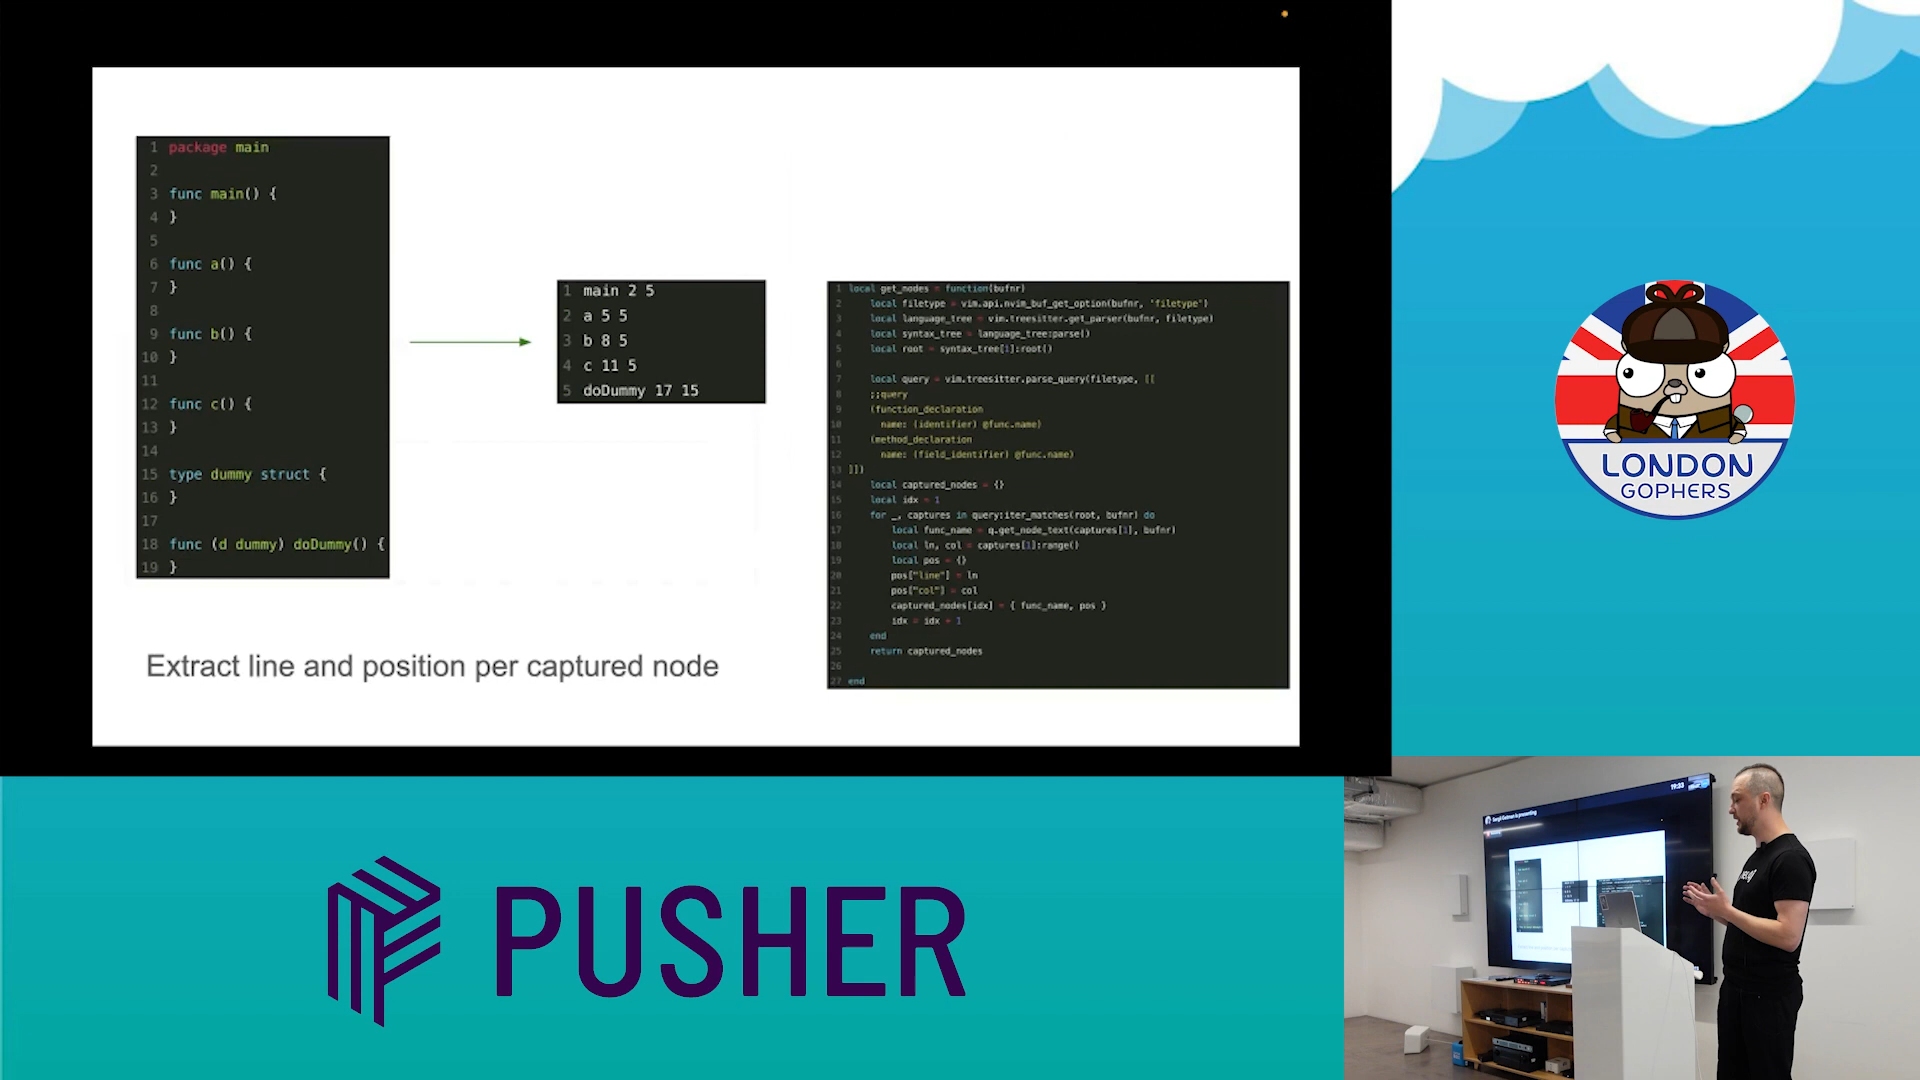 1 package main
2
3 func main() {
4 }
5
6 func a() {
7 }
8
9 func b() {
10 }
11
12 func c() {
13 }
14
15 type dummy struct {
16 }
17
18 func (d dummy) doDummy() {
19 }
1 main 2 5
2 a 5 5
3 b 8 5
4 c 11 5
5 doDummy 17 15
1 local get_nodes = function(bufnr)
2 local filetype = vim.api.nvim_buf_get_option(bufnr, 'filetype')
3 local language_tree = vim.treesitter.get_parser(bufnr, filetype)
4 local syntax_tree = language_tree:parse()
5 local root = syntax_tree[1]:root()
6
7 local query = vim.treesitter.parse_query(filetype, [[
8 ;;query
9 (function_declaration
10 name: (identifier) @func.name)
11 (method_declaration
12 name: (field_identifier) @func.name)
13 ]])
14 local captured_nodes = {}
15 local idx = 1
16 for _, captures in query:iter_matches(root, bufnr) do
17 local func_name = q.get_node_text(captures[1], bufnr)
18 local ln, col = captures[1]:range()
19 local pos = {}
20 pos["line"] = ln
21 pos["col"] = col
22 captured_nodes[idx] = { func_name, pos }
23 idx = idx + 1
24 end
25 return captured_nodes
26
27 end
Extract line and position per captured node
LONDON
GOPHERS
PUSHER
19:33
is presenting